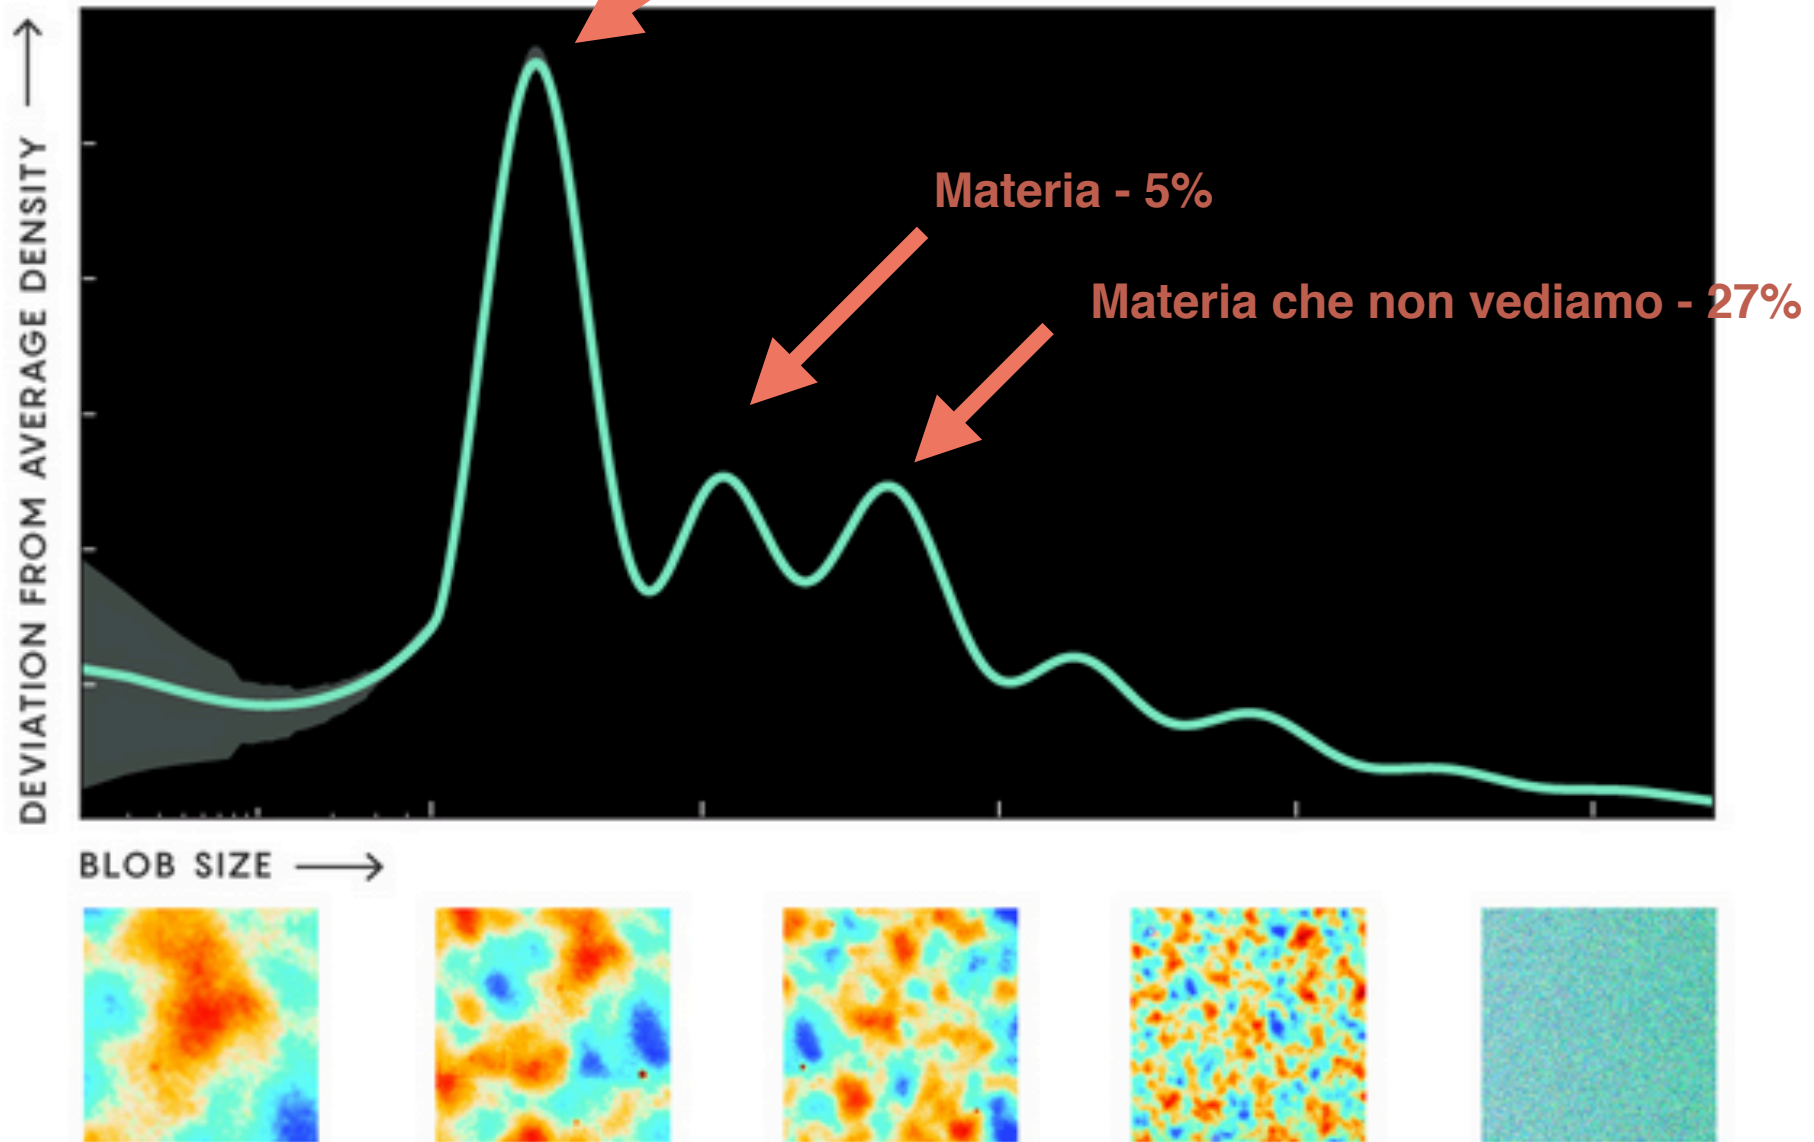 DEVIATION FROM AVERAGE DENSITY
Materia - 5%
Materia che non vediamo - 27%
BLOB SIZE